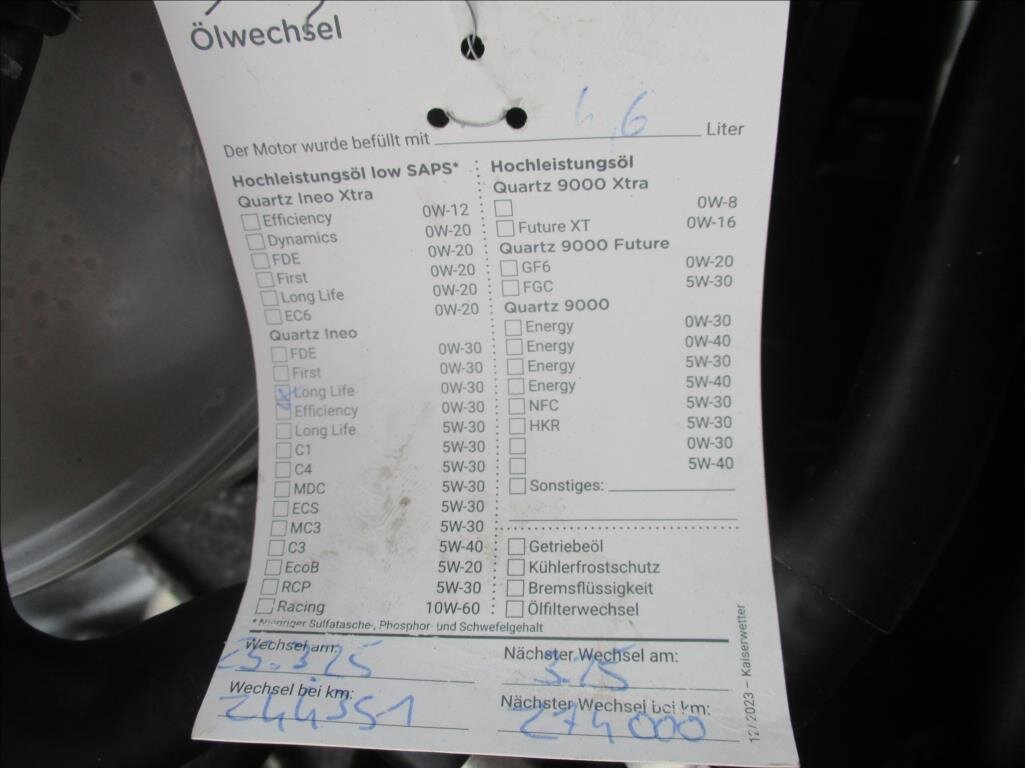 Ölwechsel
Der Motor wurde befüllt mit 4,6 Liter
Hochleistungsöl low SAPS*
Quartz Ineo Xtra
Efficiency 0W-12
Dynamics 0W-20
FDE 0W-20
First 0W-20
Long Life 0W-20
EC6 0W-20
Quartz Ineo
FDE 0W-30
First 0W-30
Long Life 0W-30
Efficiency 0W-30
Long Life 5W-30
C1 5W-30
C4 5W-30
MDC 5W-30
ECS 5W-30
MC3 5W-30
C3 5W-40
EcoB 5W-20
RCP 5W-30
Racing 10W-60
Hochleistungsöl
Quartz 9000 Xtra
0W-8
Future XT 0W-16
Quartz 9000 Future
GF6 0W-20
FGC 5W-30
Quartz 9000
Energy 0W-30
Energy 0W-40
Energy 5W-30
Energy 5W-40
NFC 5W-30
HKR 5W-30
0W-30
5W-40
Sonstiges:
Getriebeöl
Kühlerfrostschutz
Bremsflüssigkeit
Ölfilterwechsel
*Niedriger Sulfatasche-, Phosphor- und Schwefelgehalt
Wechsel am:
Nächster Wechsel am:
Wechsel bei km: 244351
Nächster Wechsel bei km: 274000
12/2023 – Kaiserwetter